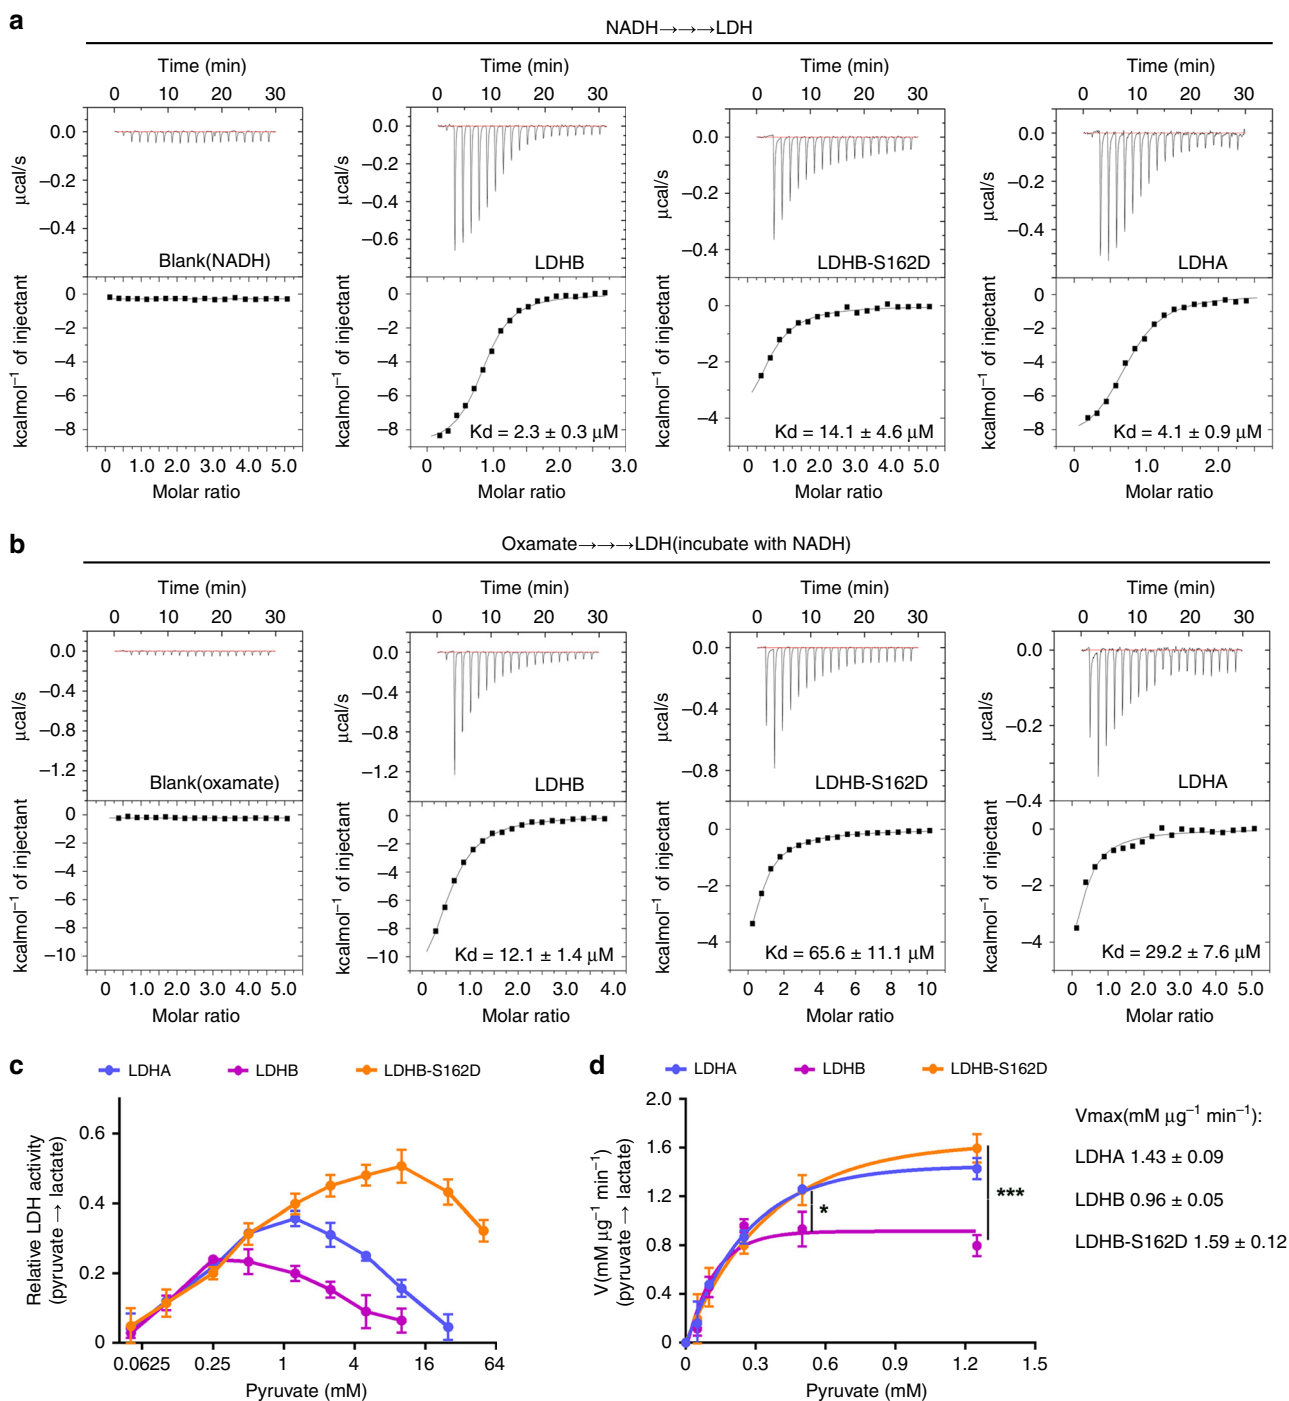 a
NADH→→→LDH
Time (min) Time (min) Time (min) Time (min)
0 10 20 30 0 10 20 30 0 10 20 30 0 10 20 30
µcal/s 0.0 −0.2 −0.4 Blank(NADH)
µcal/s 0.0 −0.2 −0.4 −0.6 LDHB
µcal/s 0.0 −0.2 −0.4 LDHB-S162D
µcal/s 0.0 −0.2 −0.4 LDHA
kcalmol−1 of injectant 0 −2 −4 −6 −8
0 1.0 2.0 3.0 4.0 5.0
Molar ratio
kcalmol−1 of injectant 0 −2 −4 −6 −8
Kd = 2.3 ± 0.3 µM
0 1.0 2.0 3.0
Molar ratio
kcalmol−1 of injectant 0 −2 −4
Kd = 14.1 ± 4.6 µM
0 1.0 2.0 3.0 4.0 5.0
Molar ratio
kcalmol−1 of injectant 0 −2 −4 −6 −8
Kd = 4.1 ± 0.9 µM
0 1.0 2.0
Molar ratio
b
Oxamate→→→LDH(incubate with NADH)
Time (min) Time (min) Time (min) Time (min)
0 10 20 30 0 10 20 30 0 10 20 30 0 10 20 30
µcal/s 0.0 −0.4 −0.8 −1.2 Blank(oxamate)
µcal/s 0.0 −0.4 −0.8 −1.2 LDHB
µcal/s 0.0 −0.4 −0.8 LDHB-S162D
µcal/s 0.0 −0.2 −0.4 LDHA
kcalmol−1 of injectant 0 −2 −4 −6 −8 −10
0 1.0 2.0 3.0 4.0 5.0
Molar ratio
kcalmol−1 of injectant 0 −2 −4 −6 −8 −10
Kd = 12.1 ± 1.4 µM
0 1.0 2.0 3.0 4.0
Molar ratio
kcalmol−1 of injectant 0 −2 −4
Kd = 65.6 ± 11.1 µM
0 2 4 6 8 10
Molar ratio
kcalmol−1 of injectant 0 −2 −4
Kd = 29.2 ± 7.6 µM
0 1.0 2.0 3.0 4.0 5.0
Molar ratio
c
LDHA LDHB LDHB-S162D
Relative LDH activity
(pyruvate → lactate)
0.6
0.4
0.2
0
0.0625 0.25 1 4 16 64
Pyruvate (mM)
d
LDHA LDHB LDHB-S162D
V(mM µg−1 min−1)
(pyruvate → lactate)
2.0
1.6
1.2
0.8
0.4
0
*
***
0 0.3 0.6 0.9 1.2 1.5
Pyruvate (mM)
Vmax(mM µg−1 min−1):
LDHA 1.43 ± 0.09
LDHB 0.96 ± 0.05
LDHB-S162D 1.59 ± 0.12